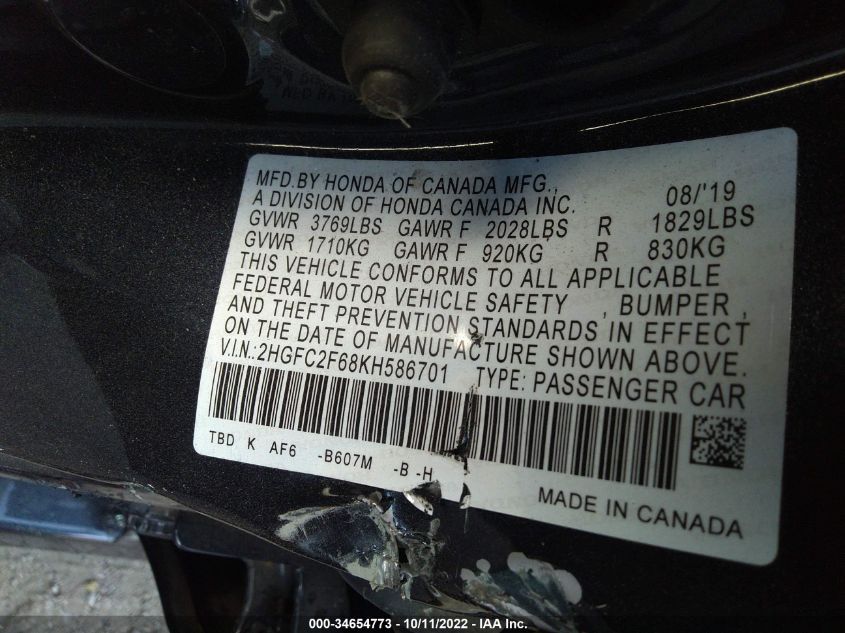 MFD.BY HONDA OF CANADA MFG., 08/'19
A DIVISION OF HONDA CANADA INC.
GVWR 3769LBS GAWR F 2028LBS R 1829LBS
GVWR 1710KG GAWR F 920KG R 830KG
THIS VEHICLE CONFORMS TO ALL APPLICABLE
FEDERAL MOTOR VEHICLE SAFETY , BUMPER ,
AND THEFT PREVENTION STANDARDS IN EFFECT
ON THE DATE OF MANUFACTURE SHOWN ABOVE.
V.I.N.:2HGFC2F68KH586701 TYPE: PASSENGER CAR
TBD K AF6 -B607M -B -H
MADE IN CANADA
000-34654773 - 10/11/2022 - IAA Inc.